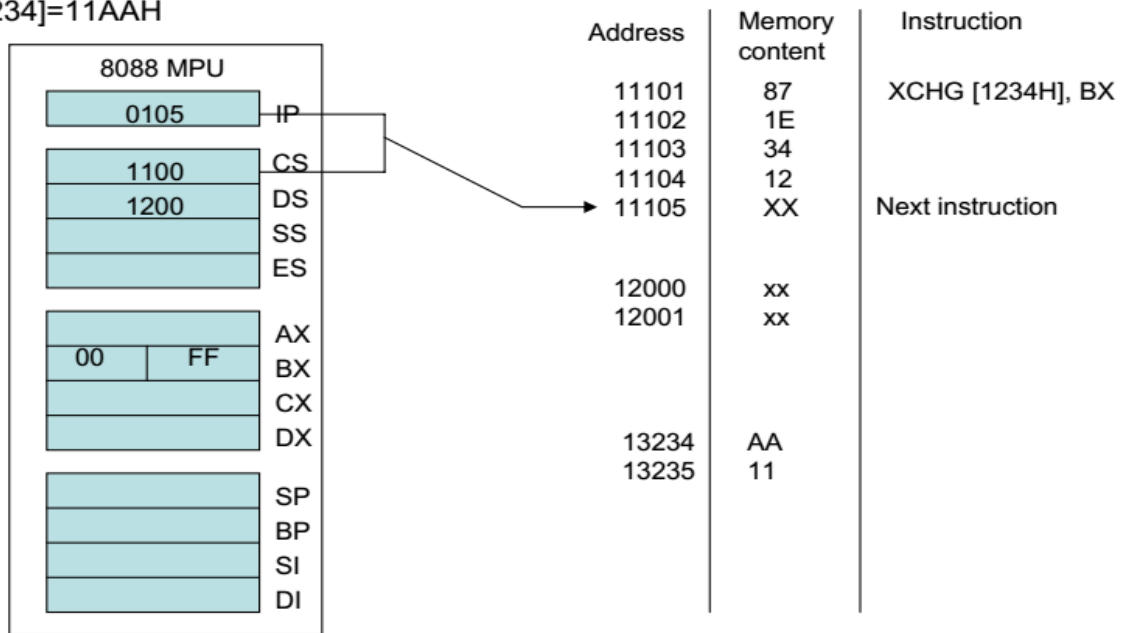 234]=11AAH
8088 MPU
0105 IP
1100 CS
1200 DS
SS
ES
AX
00 FF BX
CX
DX
SP
BP
SI
DI
Address Memory content Instruction
11101 87 XCHG [1234H], BX
11102 1E
11103 34
11104 12
11105 XX Next instruction
12000 xx
12001 xx
13234 AA
13235 11